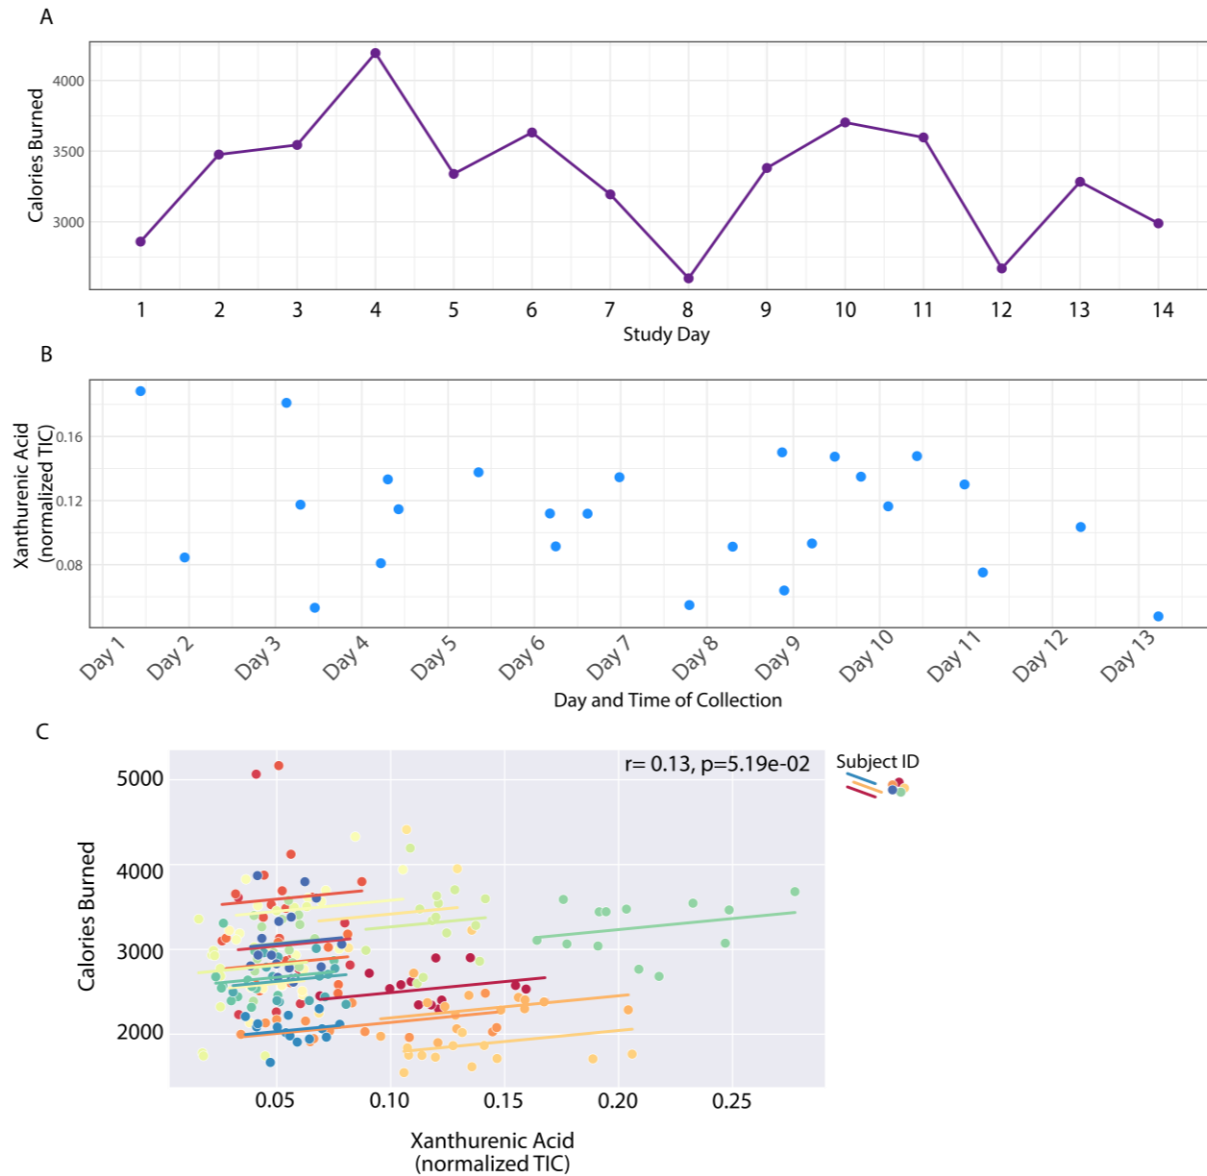 A
Calories Burned
4000
3500
3000
1 2 3 4 5 6 7 8 9 10 11 12 13 14
Study Day
B
Xanthurenic Acid
(normalized TIC)
0.16
0.12
0.08
Day 1 Day 2 Day 3 Day 4 Day 5 Day 6 Day 7 Day 8 Day 9 Day 10 Day 11 Day 12 Day 13
Day and Time of Collection
C
r= 0.13, p=5.19e-02
Subject ID
Calories Burned
5000
4000
3000
2000
0.05 0.10 0.15 0.20 0.25
Xanthurenic Acid
(normalized TIC)